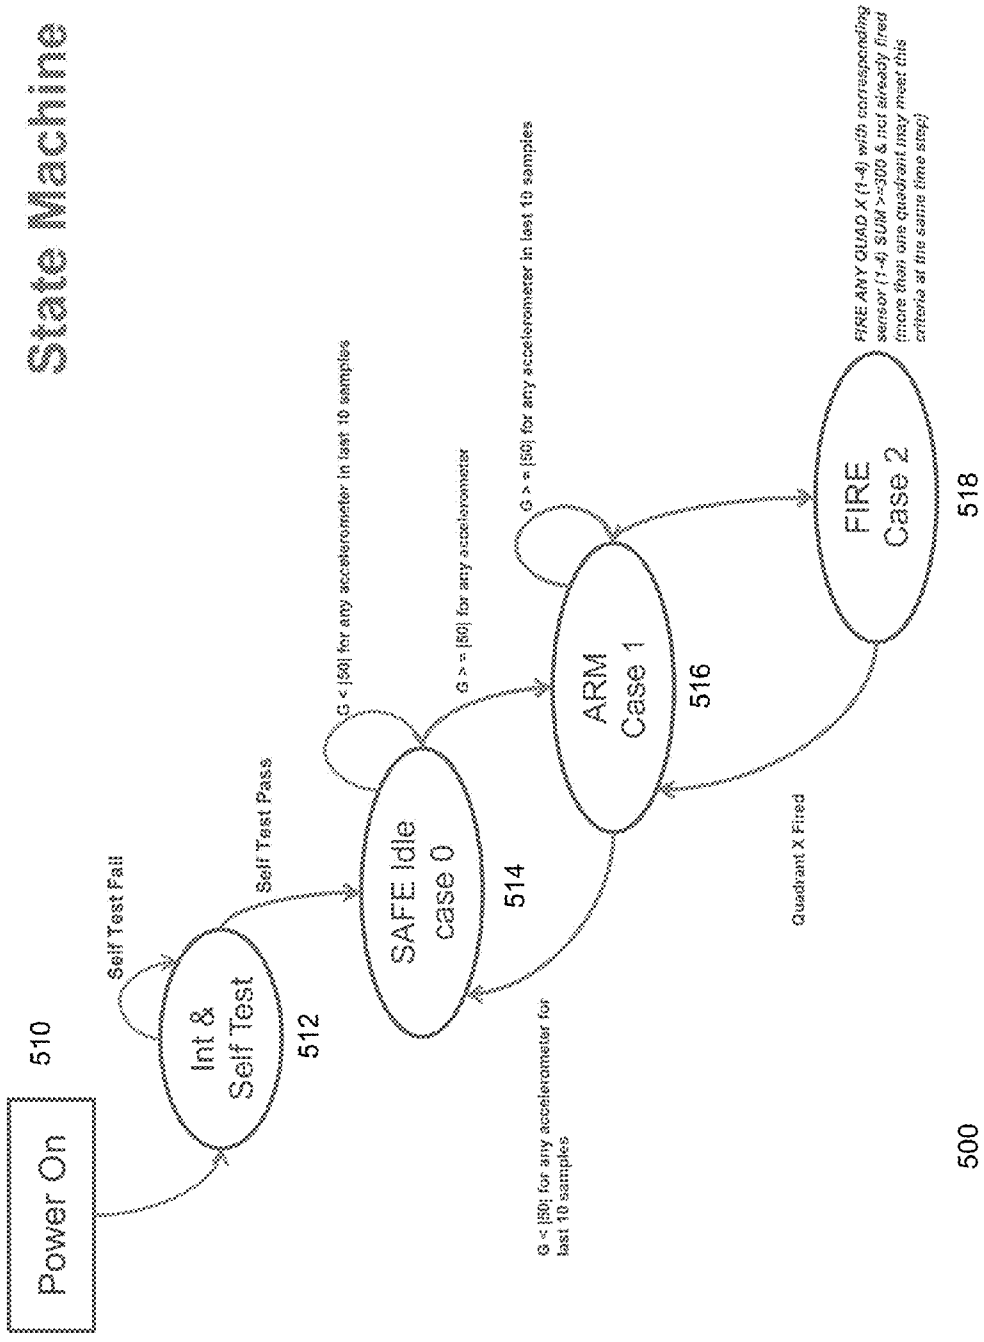 State Machine
Power On
510
Int &
Self Test
512
Self Test Fail
Self Test Pass
SAFE Idle
case 0
514
G < |50| for any accelerometer in last 10 samples
G > = |50| for any accelerometer
ARM
Case 1
516
G > = |50| for any accelerometer in last 10 samples
G < |50| for any accelerometer for
last 10 samples
FIRE
Case 2
518
FIRE ANY QUAD X (1-4) with corresponding
sensor (1-4) SUM >=300 & not already fired
(more than one quadrant may meet this
criteria at the same time step)
Quadrant X Fired
500